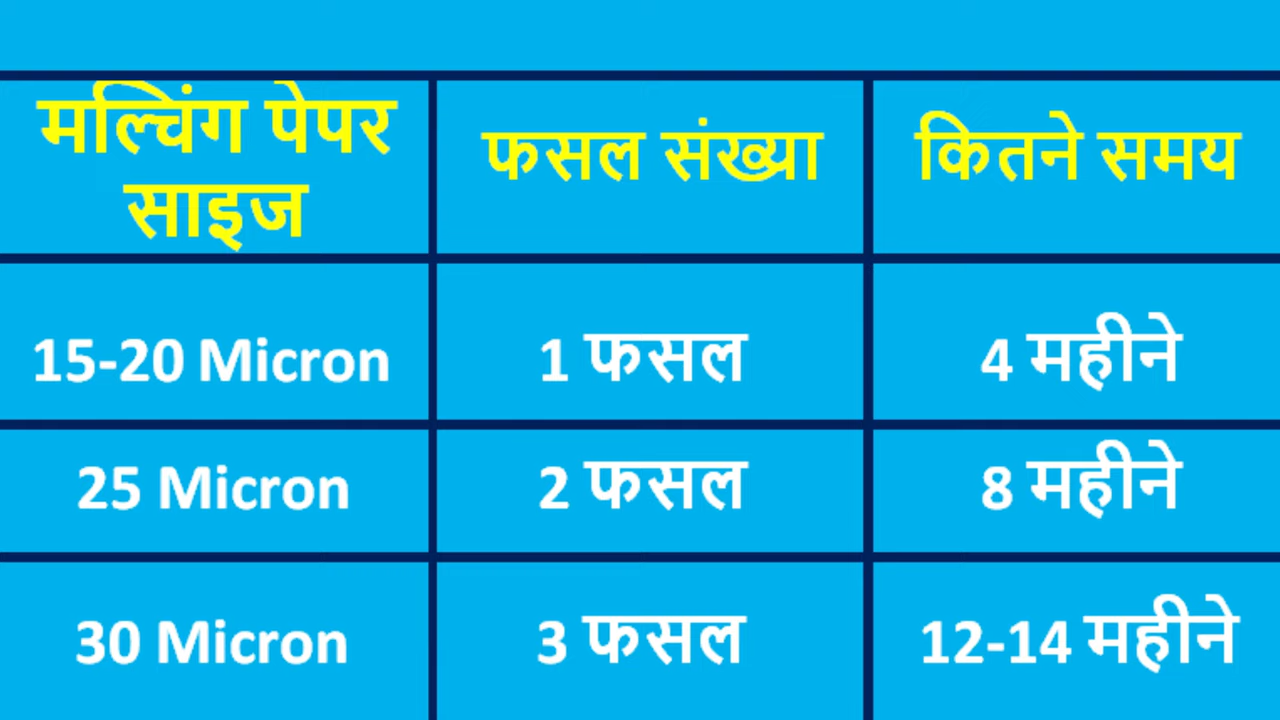 मल्चिंग पेपर
साइज
फसल संख्या
कितने समय
15-20 Micron
1 फसल
4 महीने
25 Micron
2 फसल
8 महीने
30 Micron
3 फसल
12-14 महीने